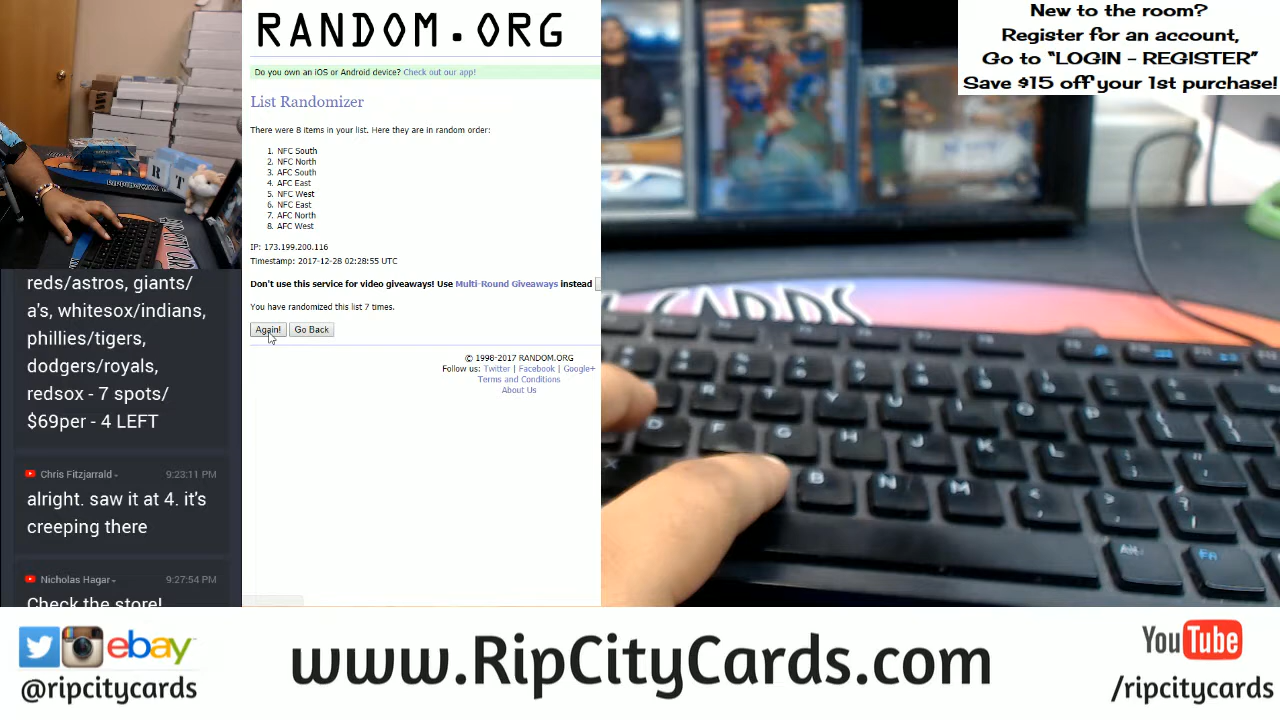 RANDOM.ORG
Do you own an iOS or Android device? Check out our app!
List Randomizer
There were 8 items in your list. Here they are in random order:
1. NFC South
2. NFC North
3. AFC South
4. AFC East
5. NFC West
6. NFC East
7. AFC North
8. AFC West
IP: 173.199.200.116
Timestamp: 2017-12-28 02:28:55 UTC
Don't use this service for video giveaways! Use Multi-Round Giveaways instead
You have randomized this list 7 times.
Again! Go Back
© 1998-2017 RANDOM.ORG
Follow us: Twitter | Facebook | Google+
Terms and Conditions
About Us
New to the room?
Register for an account,
Go to “LOGIN - REGISTER”
Save $15 off your 1st purchase!
reds/astros, giants/
a's, whitesox/indians,
phillies/tigers,
dodgers/royals,
redsox - 7 spots/
$69per - 4 LEFT
Chris Fitzjarrald 9:23:11 PM
alright. saw it at 4. it's
creeping there
Nicholas Hagar 9:27:54 PM
Check the store!
CARDS
R T Y U I O P
D F G H J K L
X B N M
Alt Fn
ebay
@ripcitycards
www.RipCityCards.com
YouTube
/ripcitycards